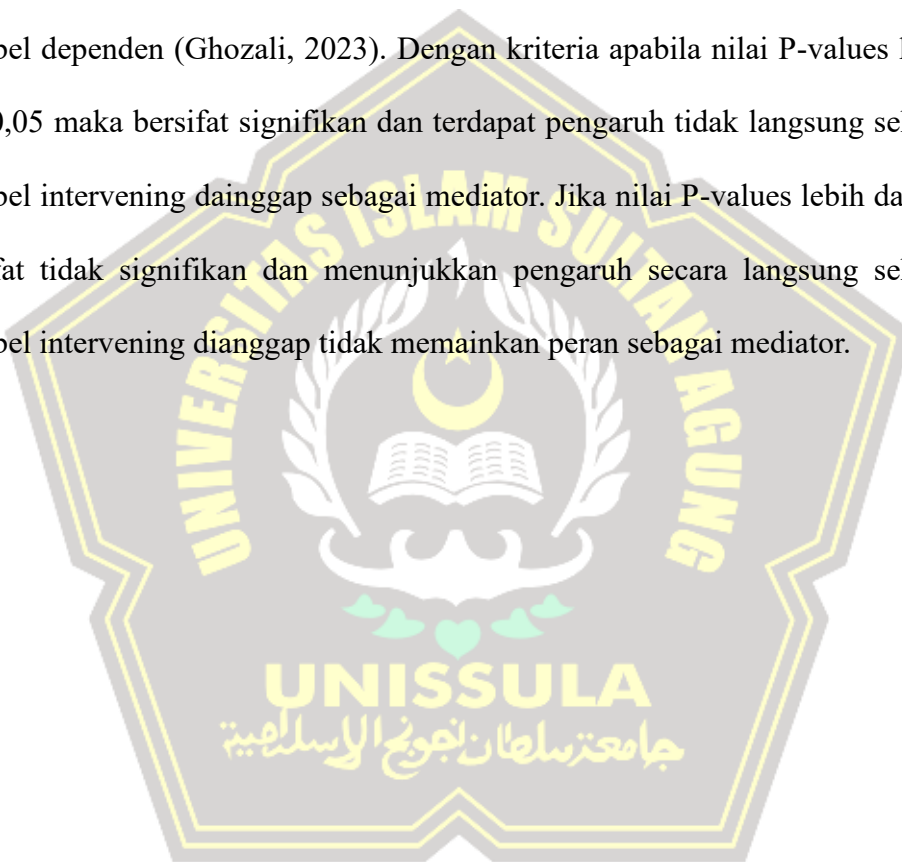 bel dependen (Ghozali, 2023). Dengan kriteria apabila nilai P-values
0,05 maka bersifat signifikan dan terdapat pengaruh tidak langsung se
bel intervening dainggap sebagai mediator. Jika nilai P-values lebih da
fat tidak signifikan dan menunjukkan pengaruh secara langsung se
bel intervening dianggap tidak memainkan peran sebagai mediator.
UNIVERSITAS ISLAM SULTAN AGUNG
UNISSULA
جامعة سلطان أجونج الإسلامية